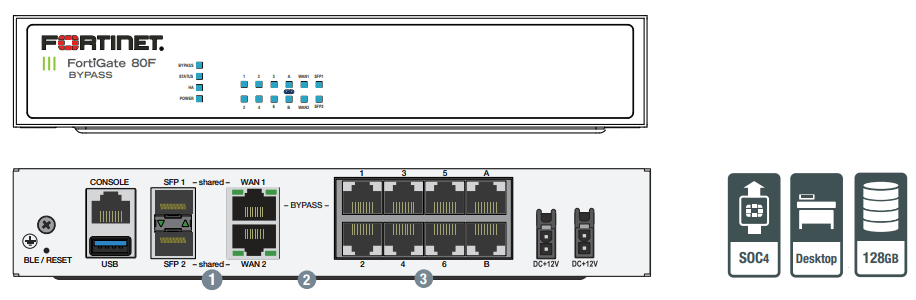 FORTINET
FortiGate 80F
BYPASS
BYPASS
STATUS
HA
POWER
1 3 5 A WAN1 SFP1
2 4 6 B WAN2 SFP2
CONSOLE SFP 1 – shared – WAN 1 1 3 5 A
– BYPASS –
BLE / RESET USB SFP 2 – shared – WAN 2 2 4 6 B DC+12V DC+12V
1 2 3
SOC4 Desktop 128GB